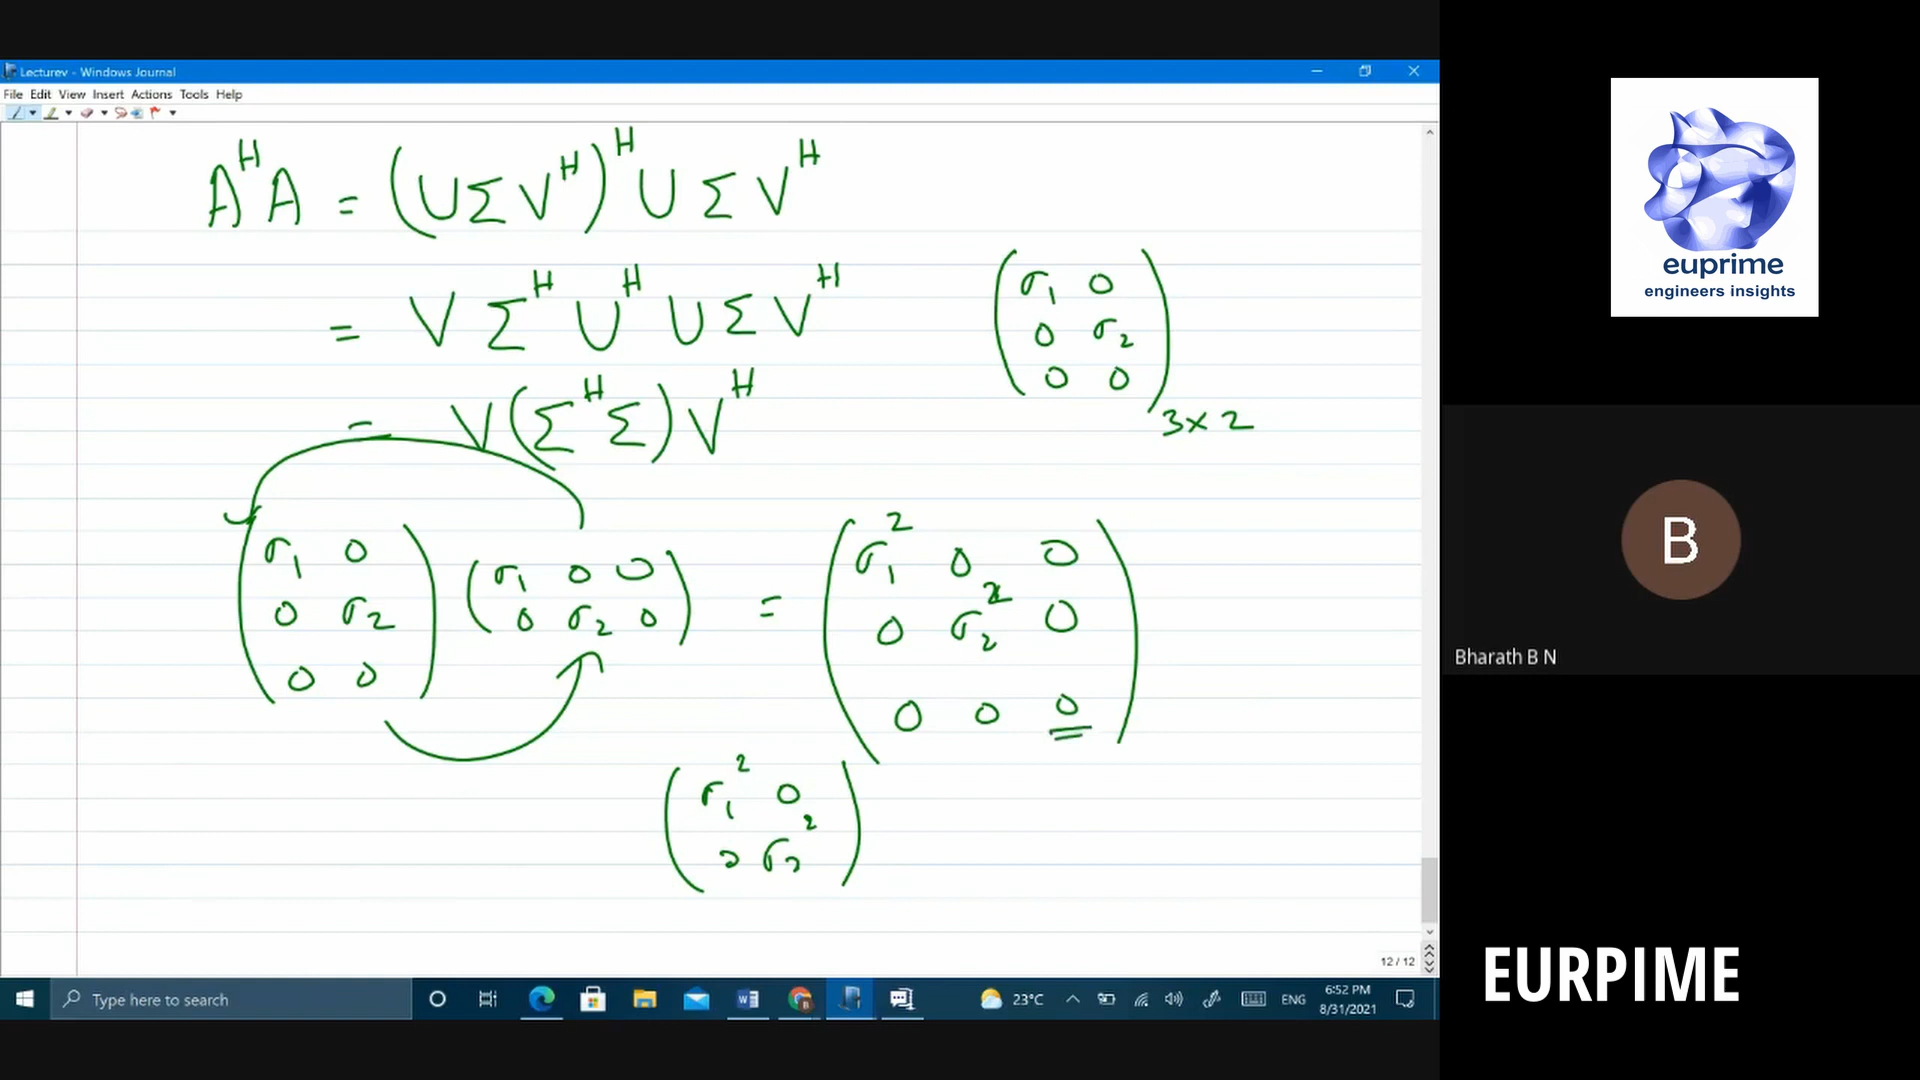 Lecturev - Windows Journal
File Edit View Insert Actions Tools Help
A^H A = (UΣV^H)^H U Σ V^H
= V Σ^H U^H U Σ V^H
= V(Σ^H Σ)V^H
σ1 0
0 σ2
0 0
3×2
σ1 0
0 σ2
0 0
σ1 0 0
0 σ2 0
=
σ1^2 0 0
0 σ2^2 0
0 0 0
σ1^2 0
0 σ2^2
12 / 12
Type here to search
23°C
ENG
6:52 PM
8/31/2021
euprime
engineers insights
B
Bharath B N
EURPIME